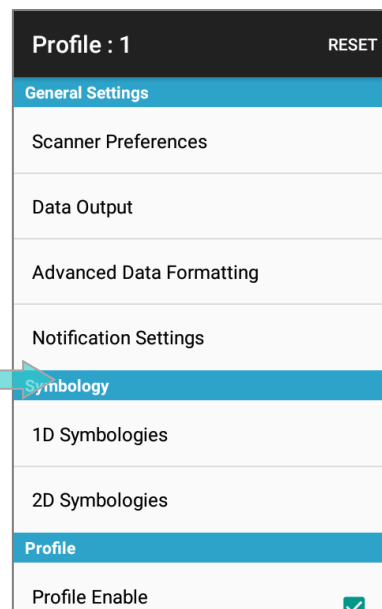 Profile : 1 RESET
General Settings
Scanner Preferences
Data Output
Advanced Data Formatting
Notification Settings
Symbology
1D Symbologies
2D Symbologies
Profile
Profile Enable